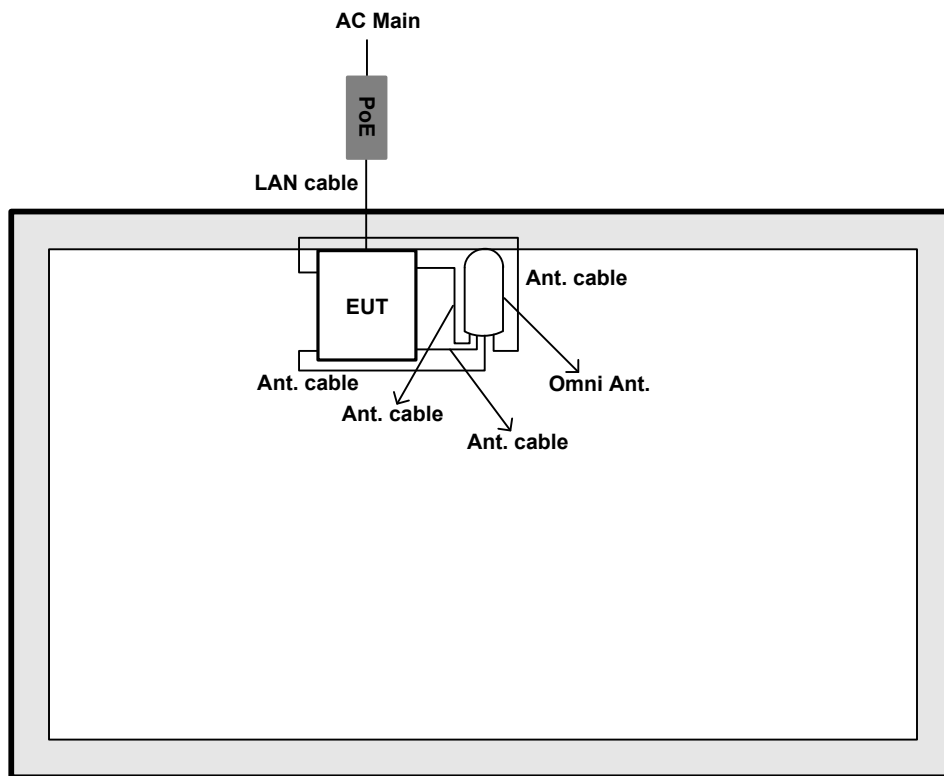 AC Main
PoE
LAN cable
Ant. cable
EUT
Omni Ant.
Ant. cable
Ant. cable
Ant. cable